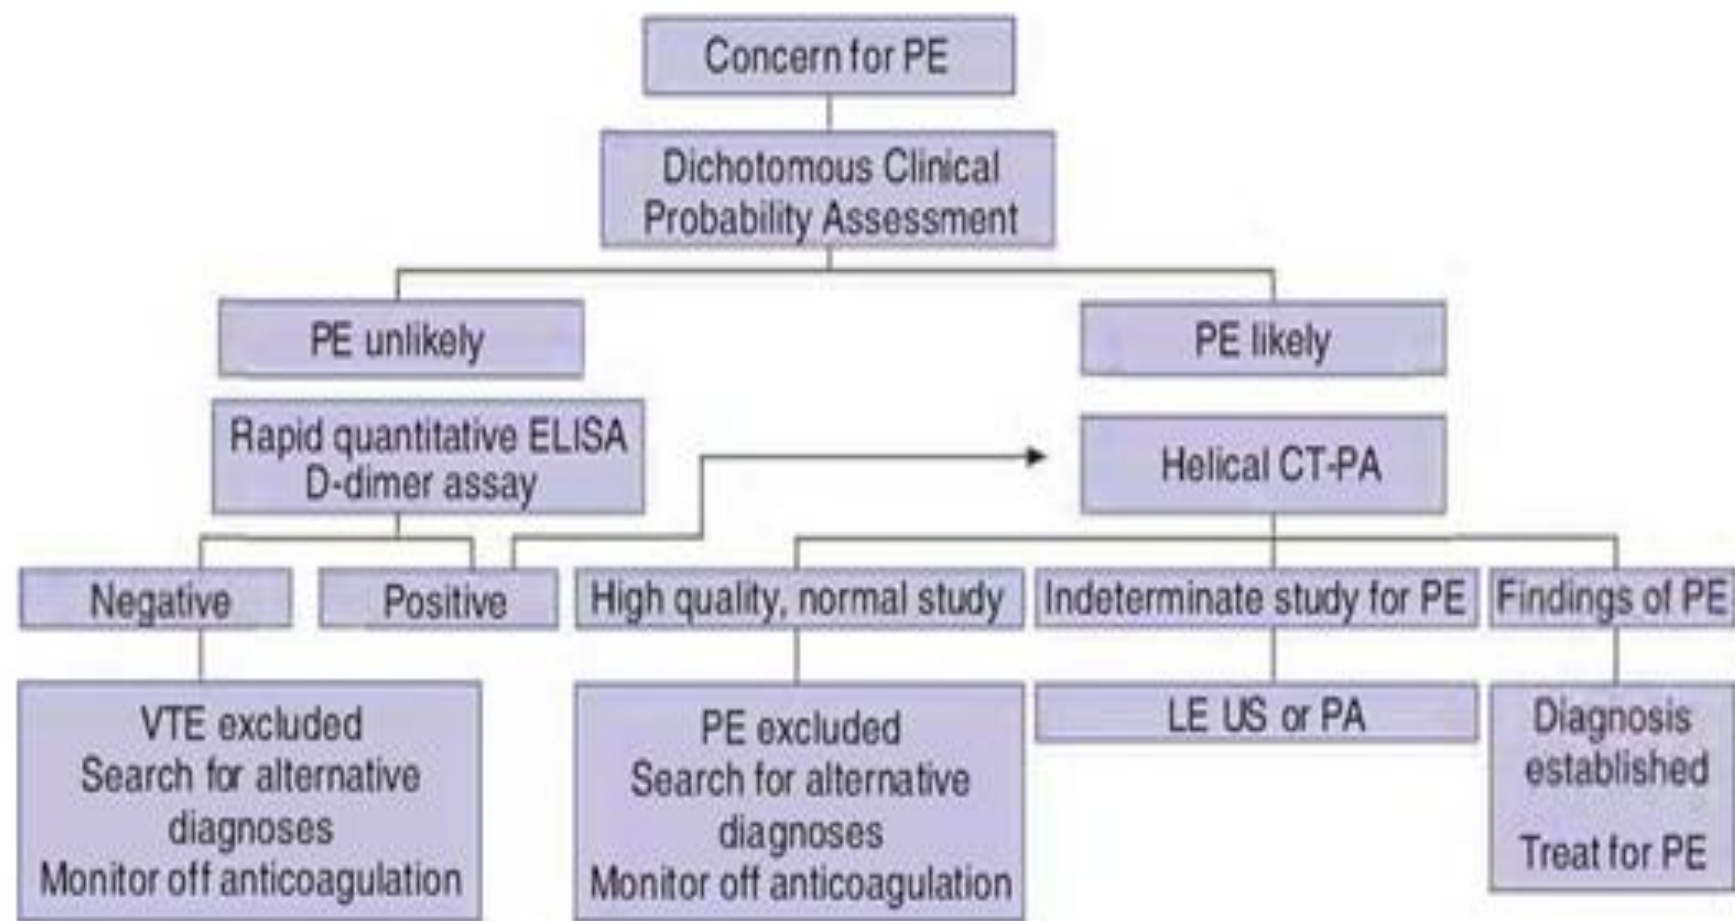 Concern for PE
Dichotomous Clinical
Probability Assessment
PE unlikely
PE likely
Rapid quantitative ELISA
D-dimer assay
Helical CT-PA
Negative
Positive
High quality, normal study
Indeterminate study for PE
Findings of PE
VTE excluded
Search for alternative
diagnoses
Monitor off anticoagulation
PE excluded
Search for alternative
diagnoses
Monitor off anticoagulation
LE US or PA
Diagnosis
established
Treat for PE